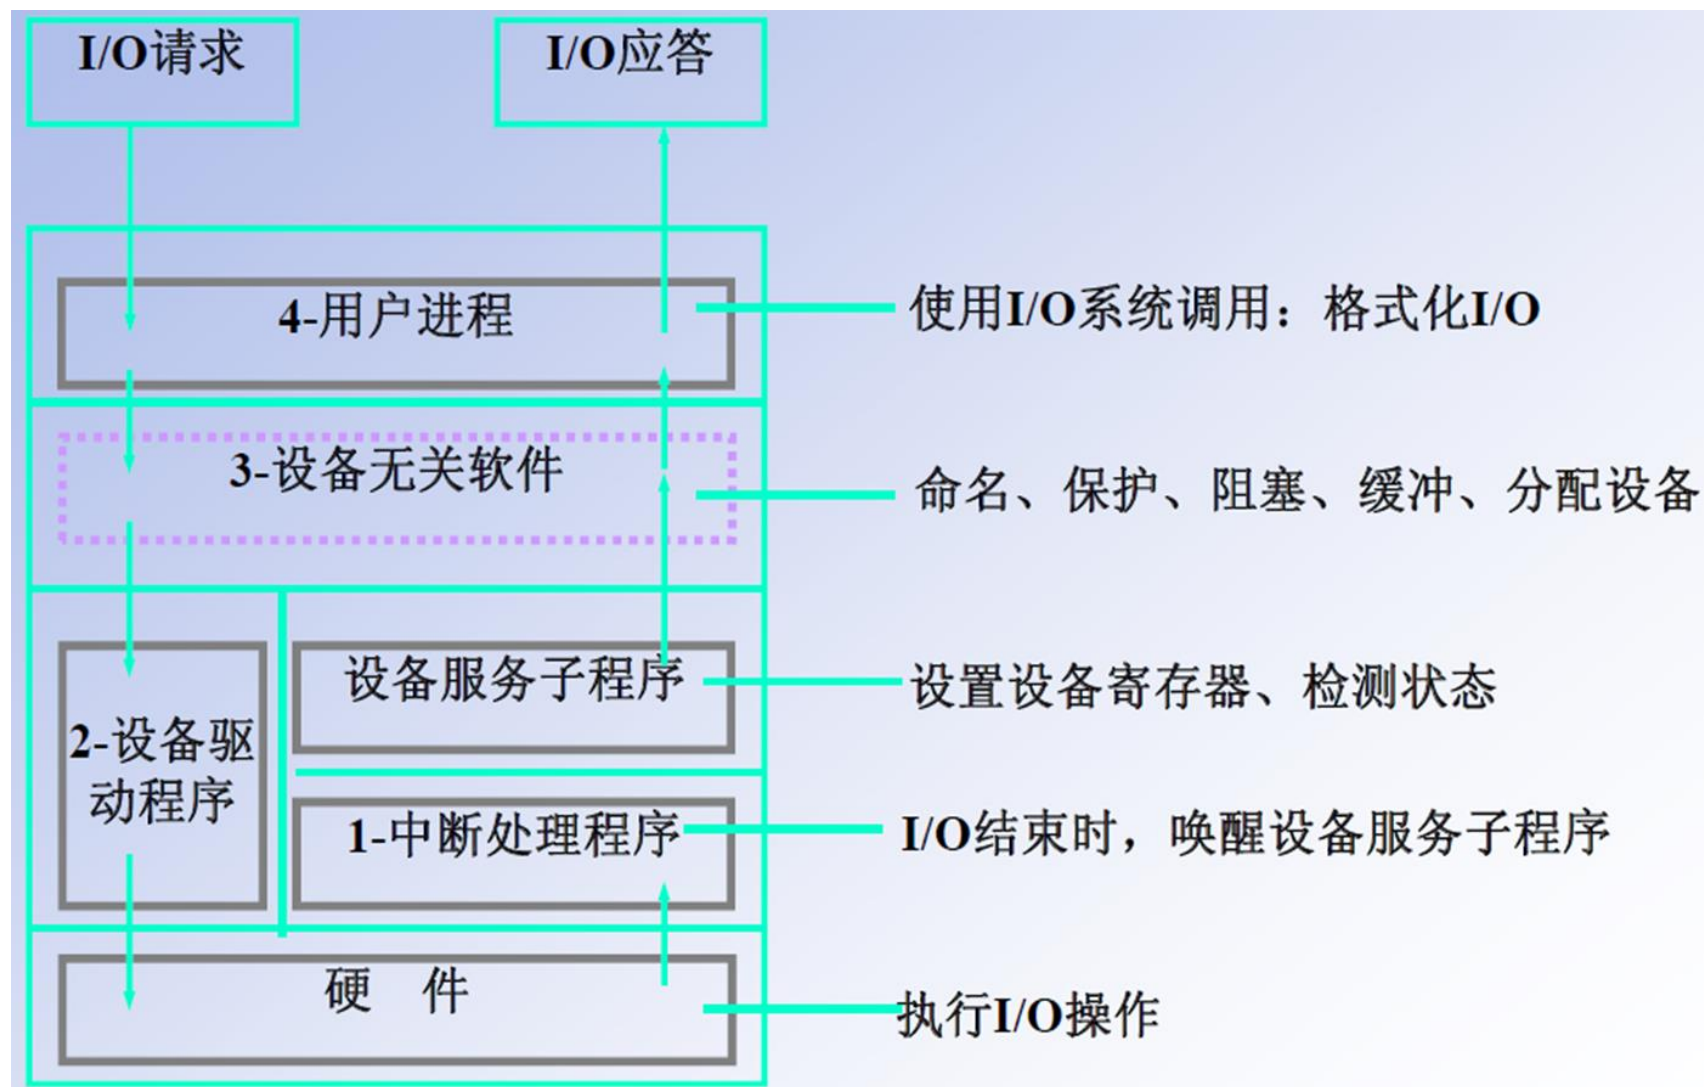 I/O请求
I/O应答
4-用户进程
使用I/O系统调用：格式化I/O
3-设备无关软件
命名、保护、阻塞、缓冲、分配设备
设备服务子程序
设置设备寄存器、检测状态
2-设备驱
动程序
1-中断处理程序
I/O结束时，唤醒设备服务子程序
硬 件
执行I/O操作